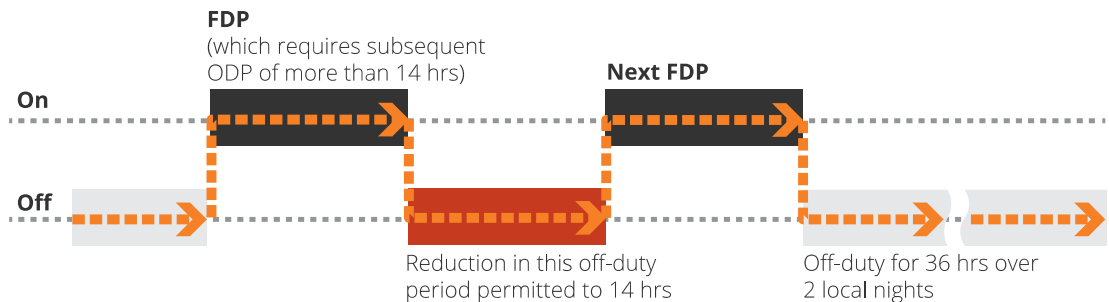 FDP
(which requires subsequent
ODP of more than 14 hrs)
Next FDP
On
Off
Reduction in this off-duty
period permitted to 14 hrs
Off-duty for 36 hrs over
2 local nights